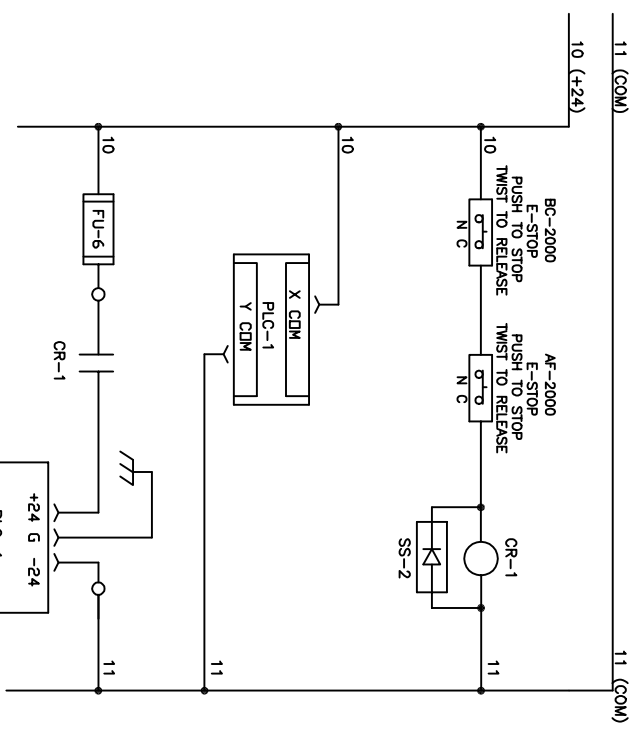 11 (COM)
11 (COM)
10 (+24)
10
BC-2000
E-STOP
PUSH TO STOP
TWIST TO RELEASE
N C
AF-2000
E-STOP
PUSH TO STOP
TWIST TO RELEASE
N C
CR-1
SS-2
11
10
X COM
PLC-1
Y COM
11
10
FU-6
CR-1
+24 G -24
11